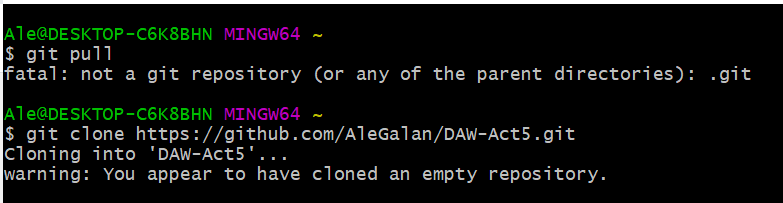 Ale@DESKTOP-C6K8BHN MINGW64 ~
$ git pull
fatal: not a git repository (or any of the parent directories): .git
Ale@DESKTOP-C6K8BHN MINGW64 ~
$ git clone https://github.com/AleGalan/DAW-Act5.git
Cloning into 'DAW-Act5'...
warning: You appear to have cloned an empty repository.